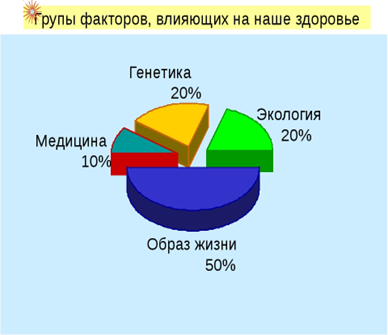 Групы факторов, влияющих на наше здоровье
Генетика
20%
Экология
20%
Медицина
10%
Образ жизни
50%